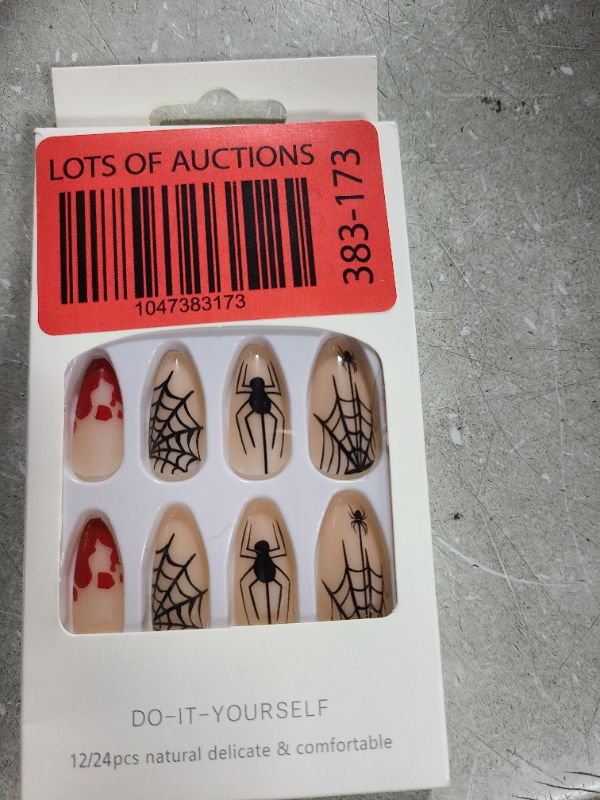 LOTS OF AUCTIONS
383-173
1047383173
DO-IT-YOURSELF
12/24pcs natural delicate & comfortable